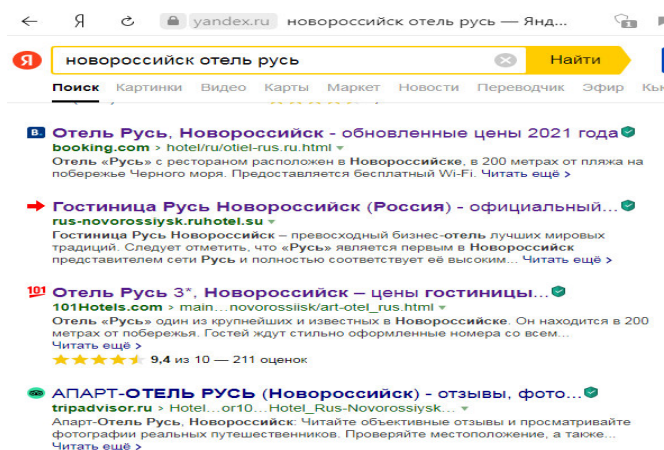 Я yandex.ru новороссийск отель русь — Янд... 1
Я новороссийск отель русь Найти
Поиск Картинки Видео Карты Маркет Новости Переводчик Эфир
B. Отель Русь, Новороссийск - обновленные цены 2021 года
booking.com > hotel/ru/otiel-rus.ru.html
Отель «Русь» с рестораном расположен в Новороссийске, в 200 метрах от пляжа на
побережье Черного моря. Предоставляется бесплатный Wi-Fi. Читать ещё >
Гостиница Русь Новороссийск (Россия) - официальный...
rus-novorossiysk.ruhotel.su
Гостиница Русь Новороссийск – превосходный бизнес-отель лучших мировых
традиций. Следует отметить, что «Русь» является первым в Новороссийск
представителем сети Русь и полностью соответствует её высоким... Читать ещё >
101 Отель Русь 3*, Новороссийск – цены гостиницы...
101Hotels.com > main...novorossiisk/art-otel_rus.html
Отель «Русь» один из крупнейших и известных в Новороссийске. Он находится в 200
метрах от побережья. Гостей ждут стильно оформленные номера со всем...
Читать ещё >
9,4 из 10 — 211 оценок
АПАРТ-ОТЕЛЬ РУСЬ (Новороссийск) - отзывы, фото...
tripadvisor.ru > Hotel...or10...Hotel_Rus-Novorossiysk...
Апарт-Отель Русь, Новороссийск: Читайте объективные отзывы и просматривайте
фотографии реальных путешественников. Проверяйте местоположение, а также...
Читать ещё >